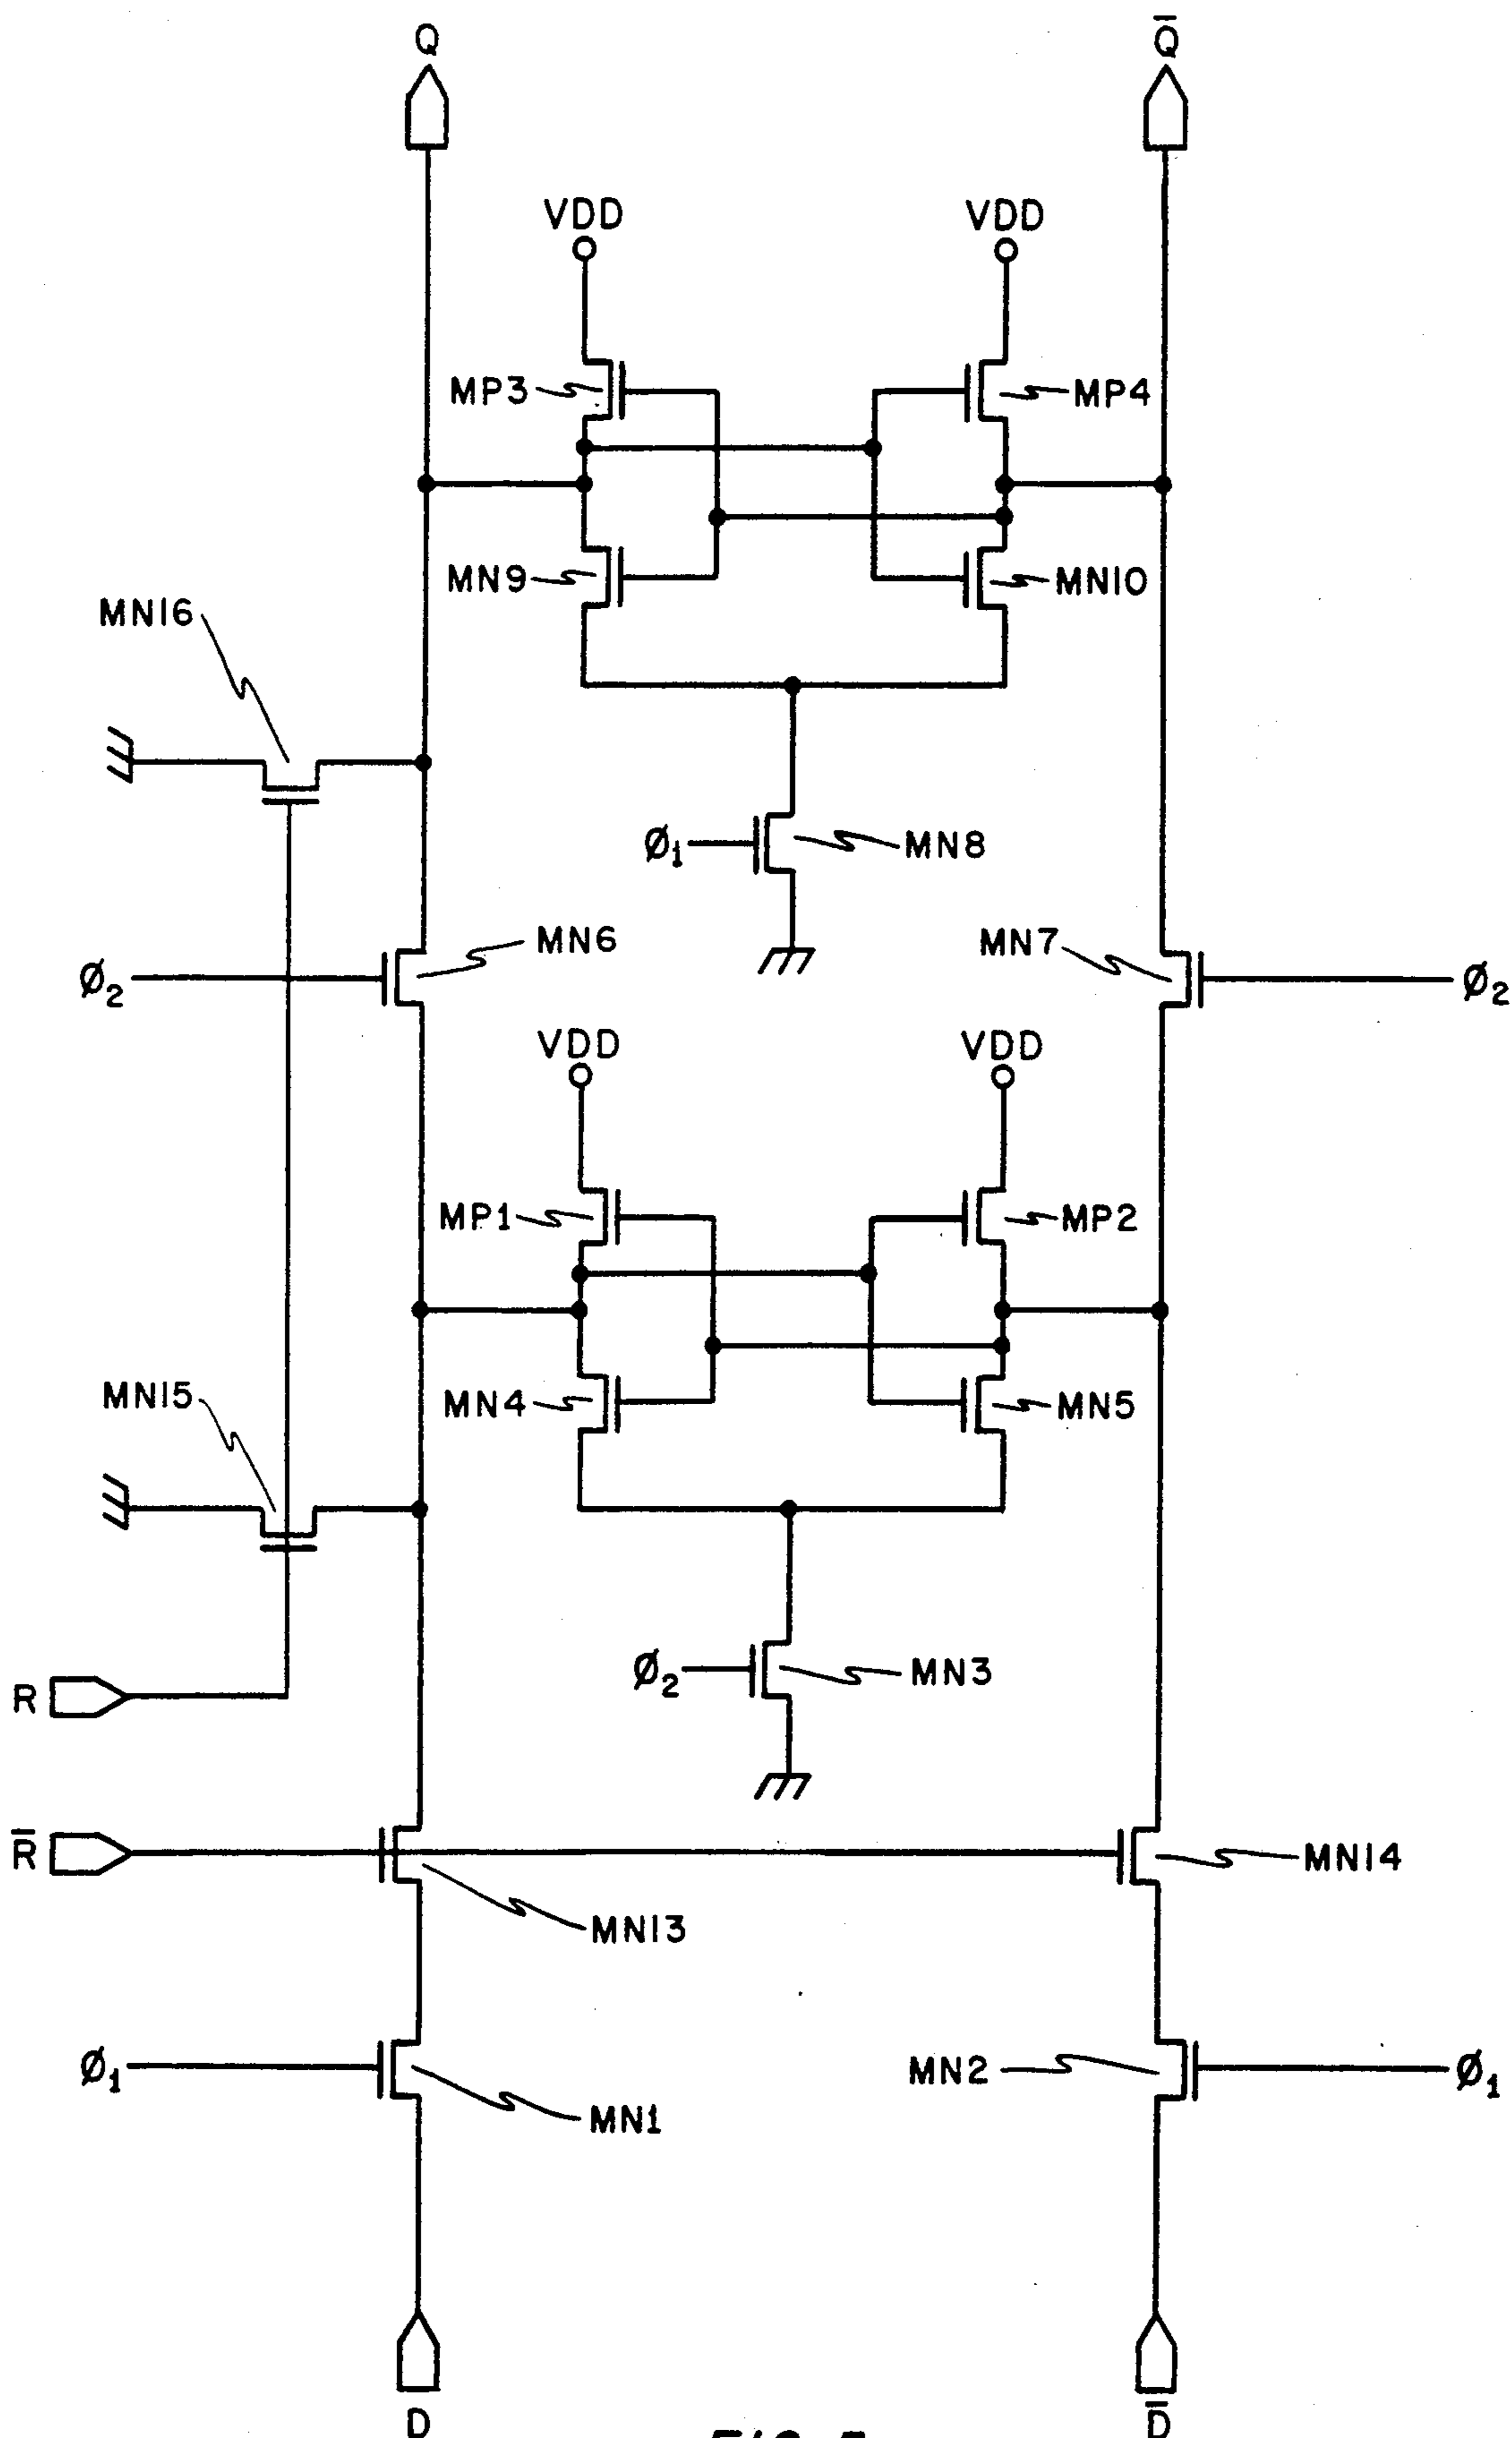 Q Q̅
VDD VDD
MP3 MP4
MN9 MN10
MN16
Ø1 MN8
MN6 MN7
Ø2 Ø2
VDD VDD
MP1 MP2
MN15 MN4 MN5
Ø2 MN3
R
R̅ MN14
MN13
Ø1 MN2 Ø1
MN1
D D̅